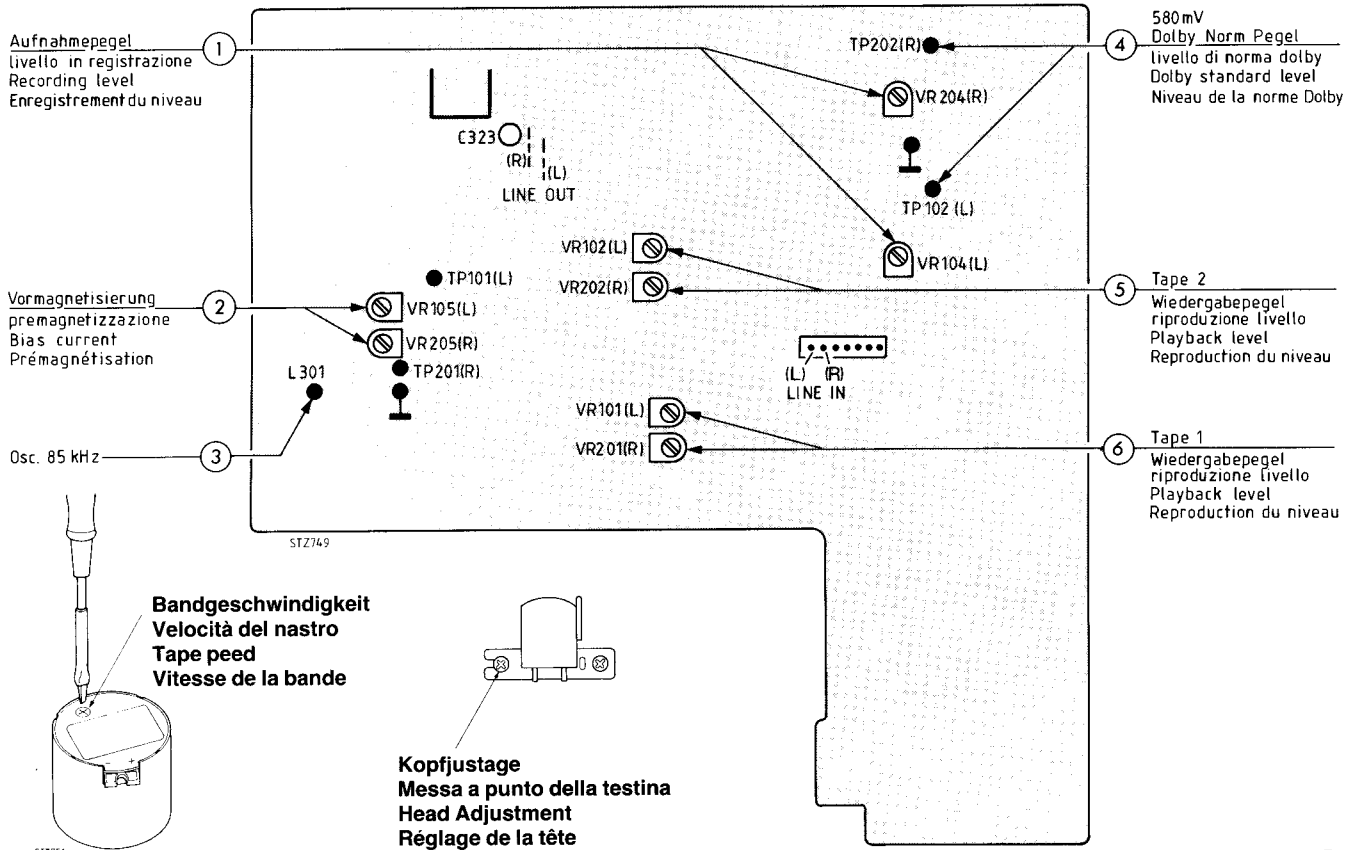 Aufnahmepegel
livello in registrazione
Recording level
Enregistrement du niveau
1
580mV
Dolby Norm Pegel
livello di norma dolby
Dolby standard level
Niveau de la norme Dolby
4
TP202(R)
VR204(R)
C323
(R)
(L)
LINE OUT
TP102 (L)
VR102(L)
VR104(L)
TP101(L)
VR202(R)
5
Tape 2
Wiedergabepegel
riproduzione livello
Playback level
Reproduction du niveau
Vormagnetisierung
premagnetizzazione
Bias current
Prémagnétisation
2
VR105(L)
VR205(R)
TP201(R)
L301
(L) (R)
LINE IN
VR101(L)
VR201(R)
6
Tape 1
Wiedergabepegel
riproduzione livello
Playback level
Reproduction du niveau
Osc. 85 kHz
3
STZ749
Bandgeschwindigkeit
Velocità del nastro
Tape peed
Vitesse de la bande
- +
Kopfjustage
Messa a punto della testina
Head Adjustment
Réglage de la tête